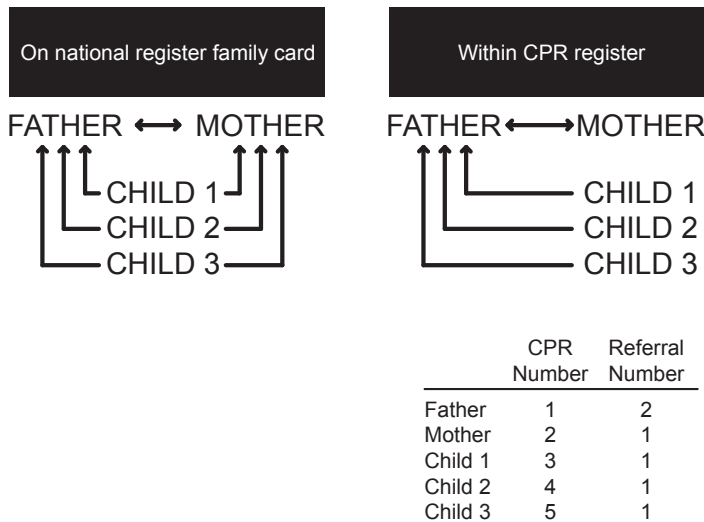 On national register family card
FATHER MOTHER
CHILD 1
CHILD 2
CHILD 3
Within CPR register
FATHER MOTHER
CHILD 1
CHILD 2
CHILD 3
CPR Referral
Number Number
Father 1 2
Mother 2 1
Child 1 3 1
Child 2 4 1
Child 3 5 1